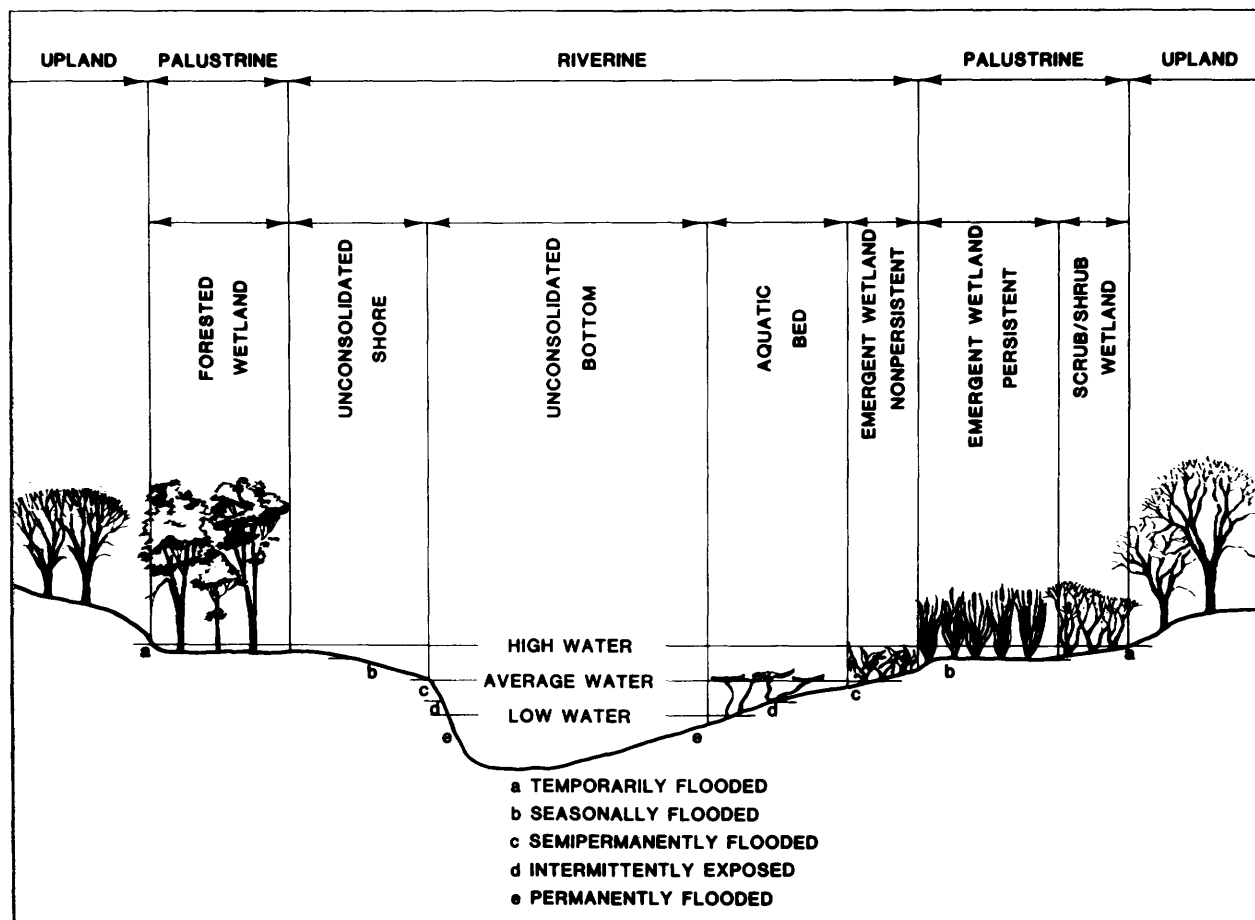 UPLAND
PALUSTRINE
RIVERINE
PALUSTRINE
UPLAND
FORESTED
WETLAND
UNCONSOLIDATED
SHORE
UNCONSOLIDATED
BOTTOM
AQUATIC
BED
EMERGENT WETLAND
NONPERSISTENT
EMERGENT WETLAND
PERSISTENT
SCRUB/SHRUB
WETLAND
HIGH WATER
AVERAGE WATER
LOW WATER
a
b
c
d
e
e
d
c
b
a
a TEMPORARILY FLOODED
b SEASONALLY FLOODED
c SEMIPERMANENTLY FLOODED
d INTERMITTENTLY EXPOSED
e PERMANENTLY FLOODED